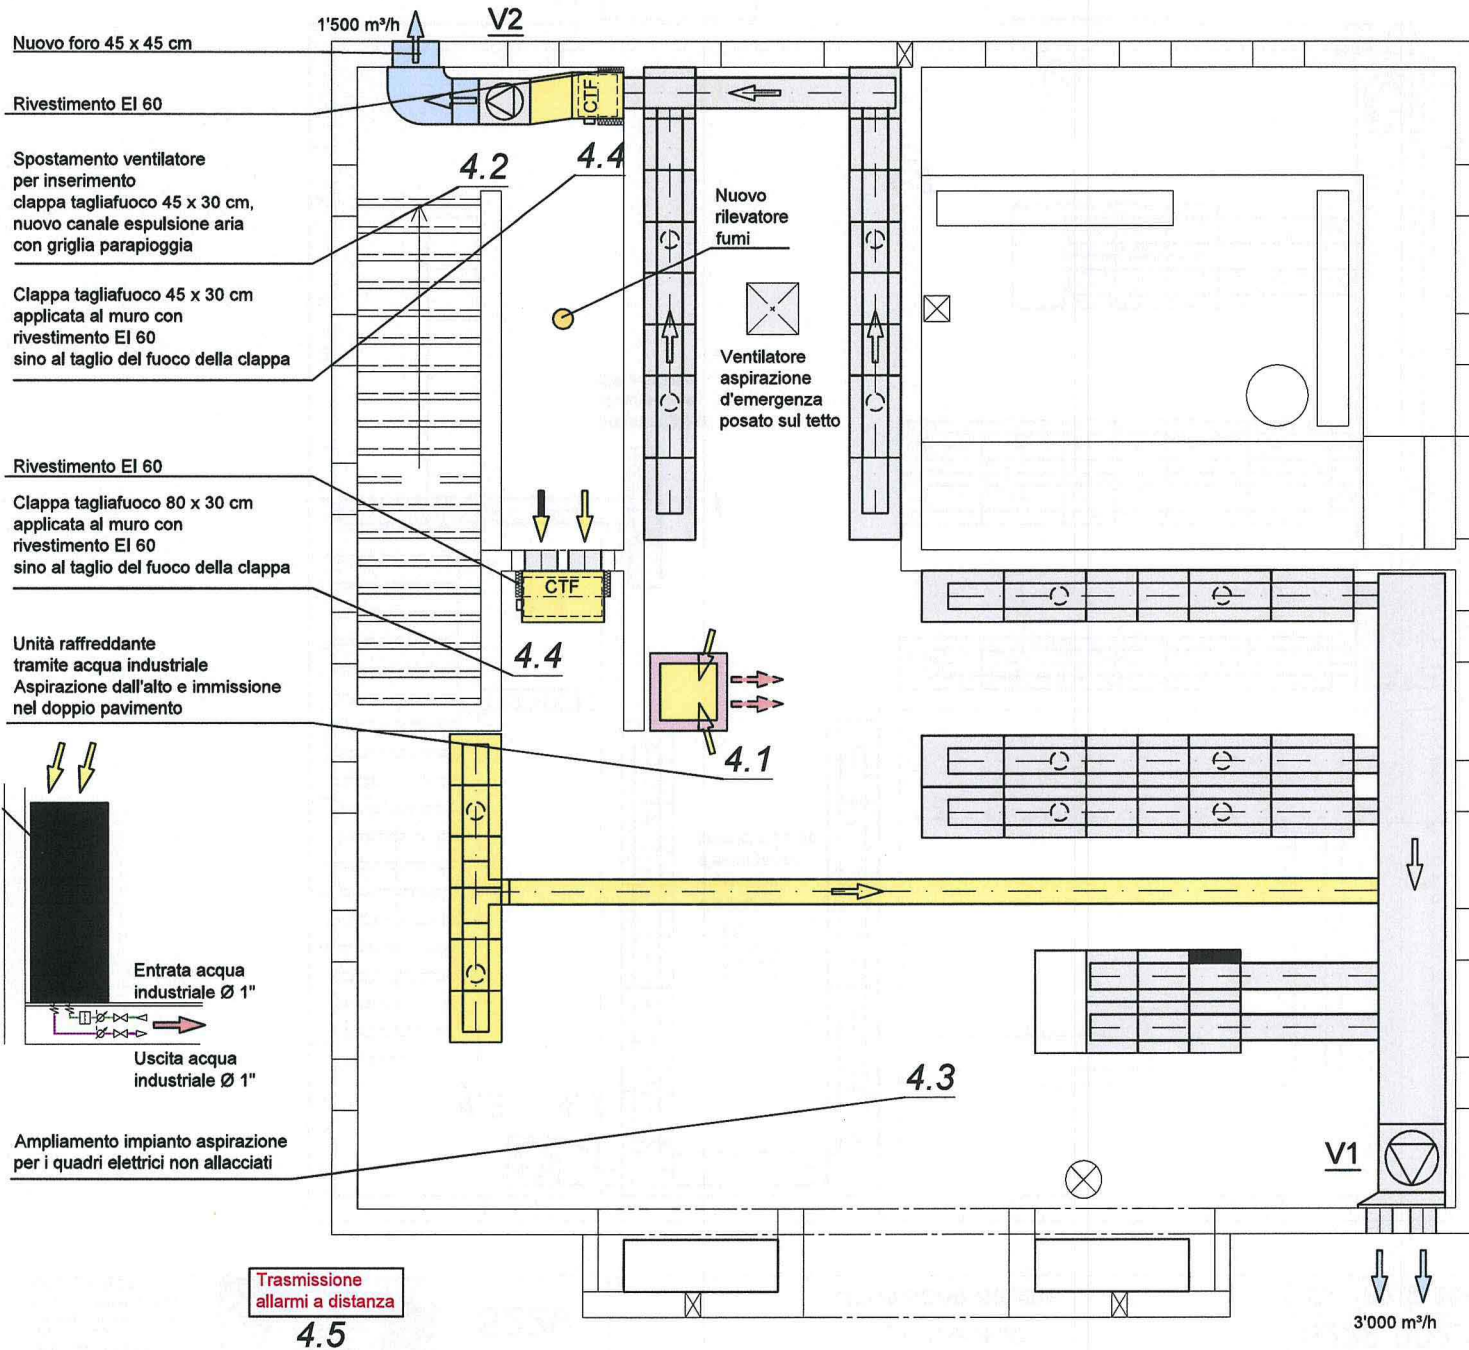 1'500 m³/h
V2
Nuovo foro 45 x 45 cm
Rivestimento EI 60
CTF
Spostamento ventilatore
per inserimento
clappa tagliafuoco 45 x 30 cm,
nuovo canale espulsione aria
con griglia parapioggia
4.2
4.4
Nuovo
rilevatore
fumi
Clappa tagliafuoco 45 x 30 cm
applicata al muro con
rivestimento EI 60
sino al taglio del fuoco della clappa
Ventilatore
aspirazione
d'emergenza
posato sul tetto
Rivestimento EI 60
Clappa tagliafuoco 80 x 30 cm
applicata al muro con
rivestimento EI 60
sino al taglio del fuoco della clappa
CTF
4.4
Unità raffreddante
tramite acqua industriale
Aspirazione dall'alto e immissione
nel doppio pavimento
4.1
Entrata acqua
industriale Ø 1"
Uscita acqua
industriale Ø 1"
4.3
Ampliamento impianto aspirazione
per i quadri elettrici non allacciati
V1
Trasmissione
allarmi a distanza
4.5
3'000 m³/h